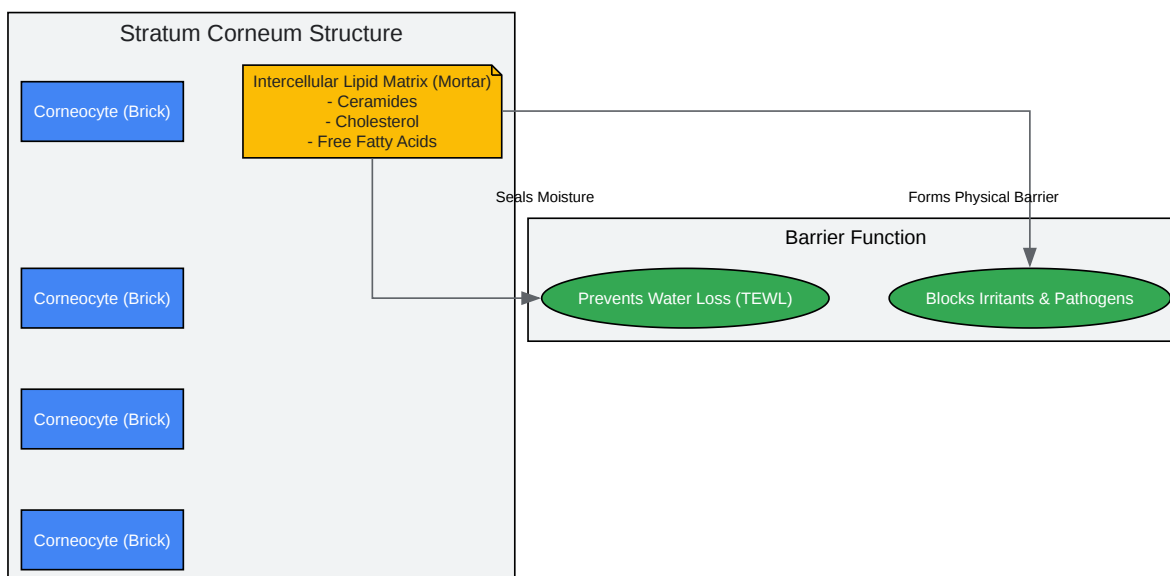 Stratum Corneum Structure
Corneocyte (Brick)
Intercellular Lipid Matrix (Mortar)
- Ceramides
- Cholesterol
- Free Fatty Acids
Seals Moisture
Forms Physical Barrier
Barrier Function
Corneocyte (Brick)
Prevents Water Loss (TEWL)
Blocks Irritants & Pathogens
Corneocyte (Brick)
Corneocyte (Brick)